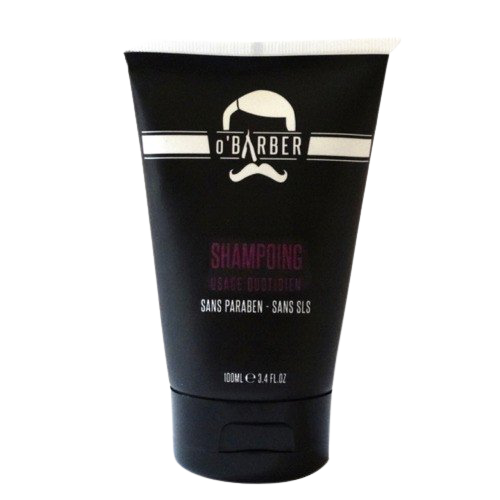 O'BARBER
SHAMPOING
USAGE QUOTIDIEN
SANS PARABEN - SANS SLS
100ML ℮ 3.4 FL.OZ